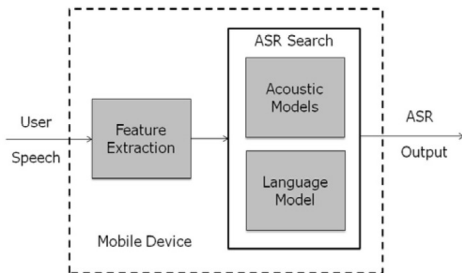 ASR Search
Acoustic
Models
User
Speech
Feature
Extraction
ASR
Output
Language
Model
Mobile Device